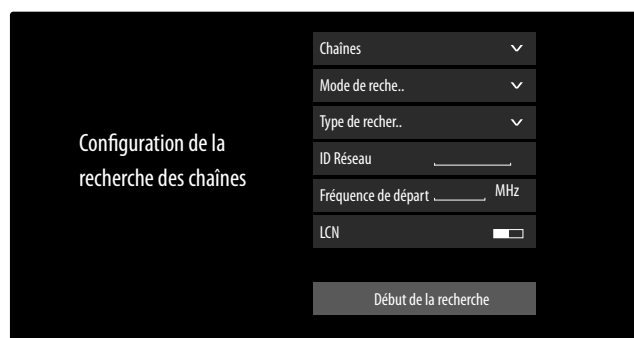 Configuration de la
recherche des chaînes
Chaînes
Mode de reche..
Type de recher..
ID Réseau
Fréquence de départ MHz
LCN
Début de la recherche